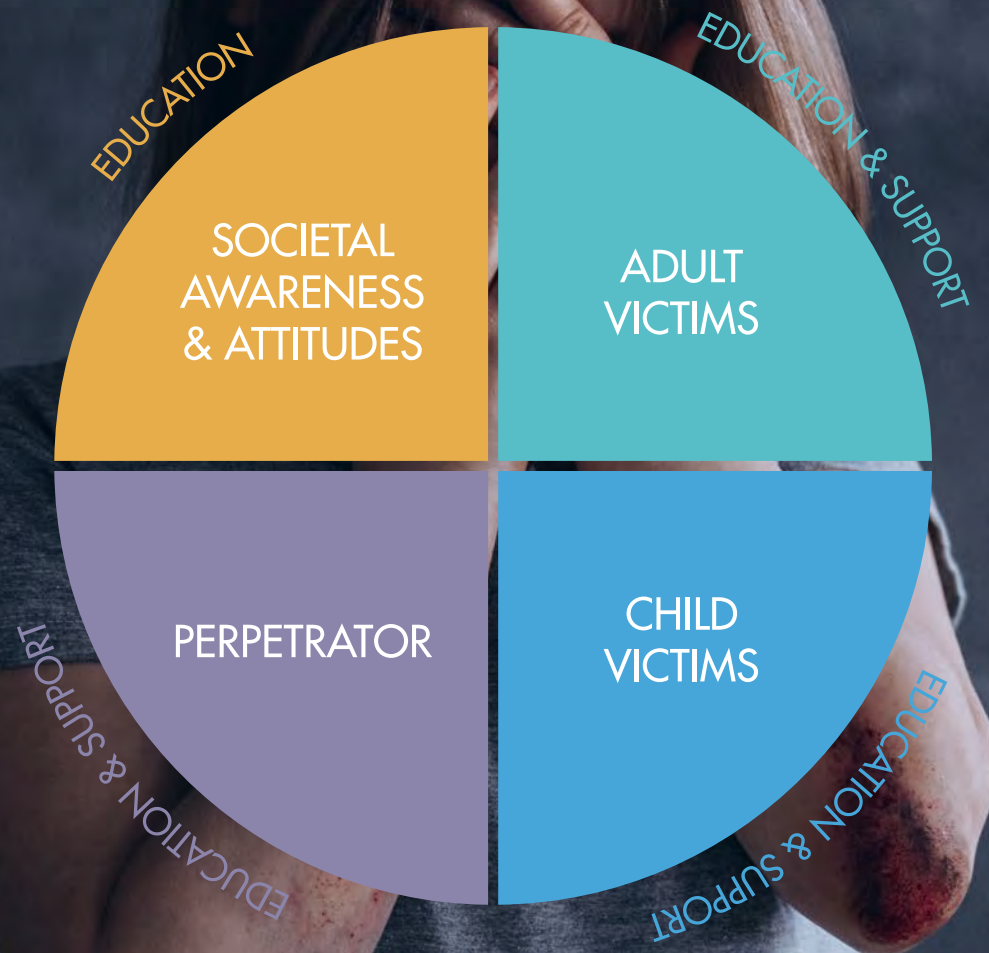 EDUCATION
SOCIETAL
AWARENESS
& ATTITUDES
EDUCATION & SUPPORT
ADULT
VICTIMS
PERPETRATOR
EDUCATION & SUPPORT
CHILD
VICTIMS
EDUCATION & SUPPORT